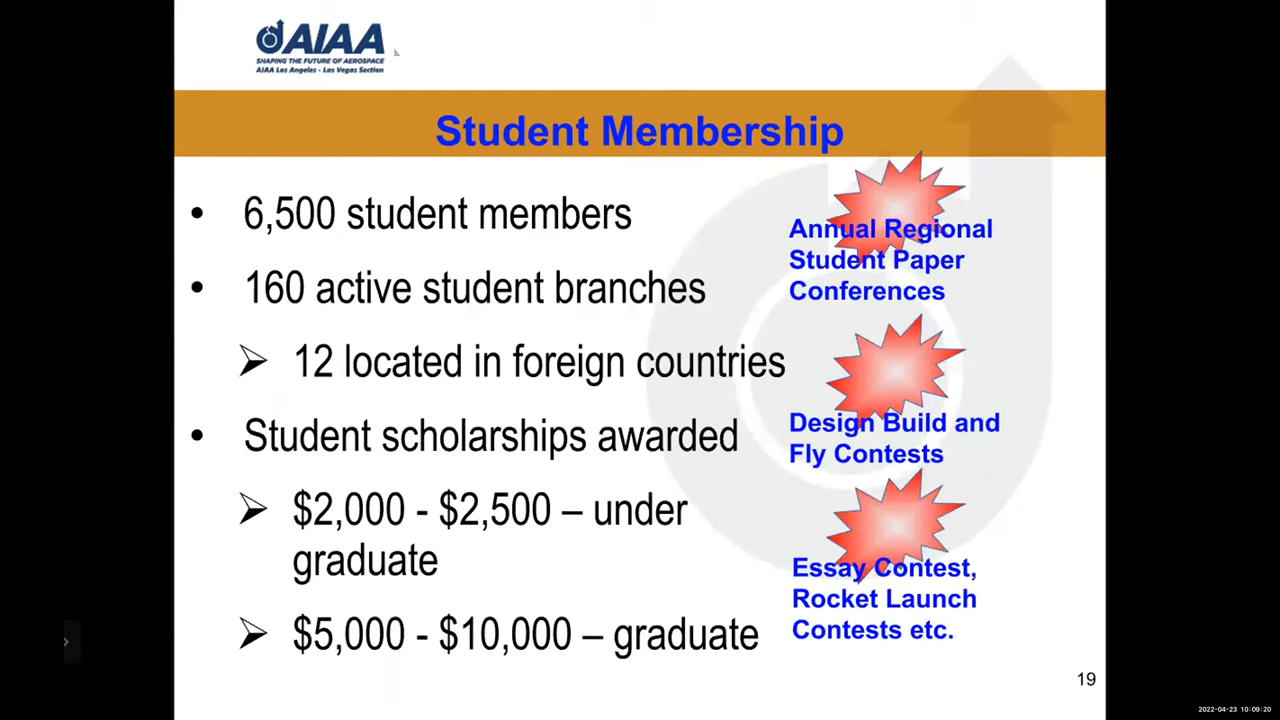 AIAA
SHAPING THE FUTURE OF AEROSPACE
AIAA Los Angeles - Las Vegas Section
Student Membership
• 6,500 student members
• 160 active student branches
➢ 12 located in foreign countries
• Student scholarships awarded
➢ $2,000 - $2,500 – under
graduate
➢ $5,000 - $10,000 – graduate
Annual Regional
Student Paper
Conferences
Design Build and
Fly Contests
Essay Contest,
Rocket Launch
Contests etc.
19
2022-04-23 10:09:20